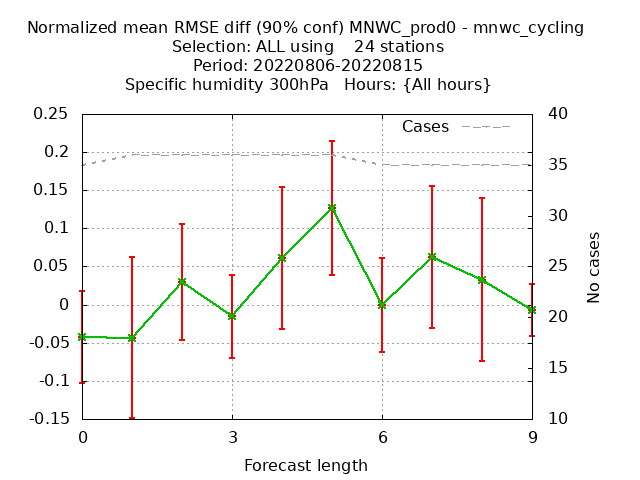 Normalized mean RMSE diff (90% conf) MNWC_prod0 - mnwc_cycling
Selection: ALL using 24 stations
Period: 20220806-20220815
Specific humidity 300hPa Hours: {All hours}
Cases
0.25
0.2
0.15
0.1
0.05
0
-0.05
-0.1
-0.15
40
35
30
25
20
15
10
No cases
0 3 6 9
Forecast length